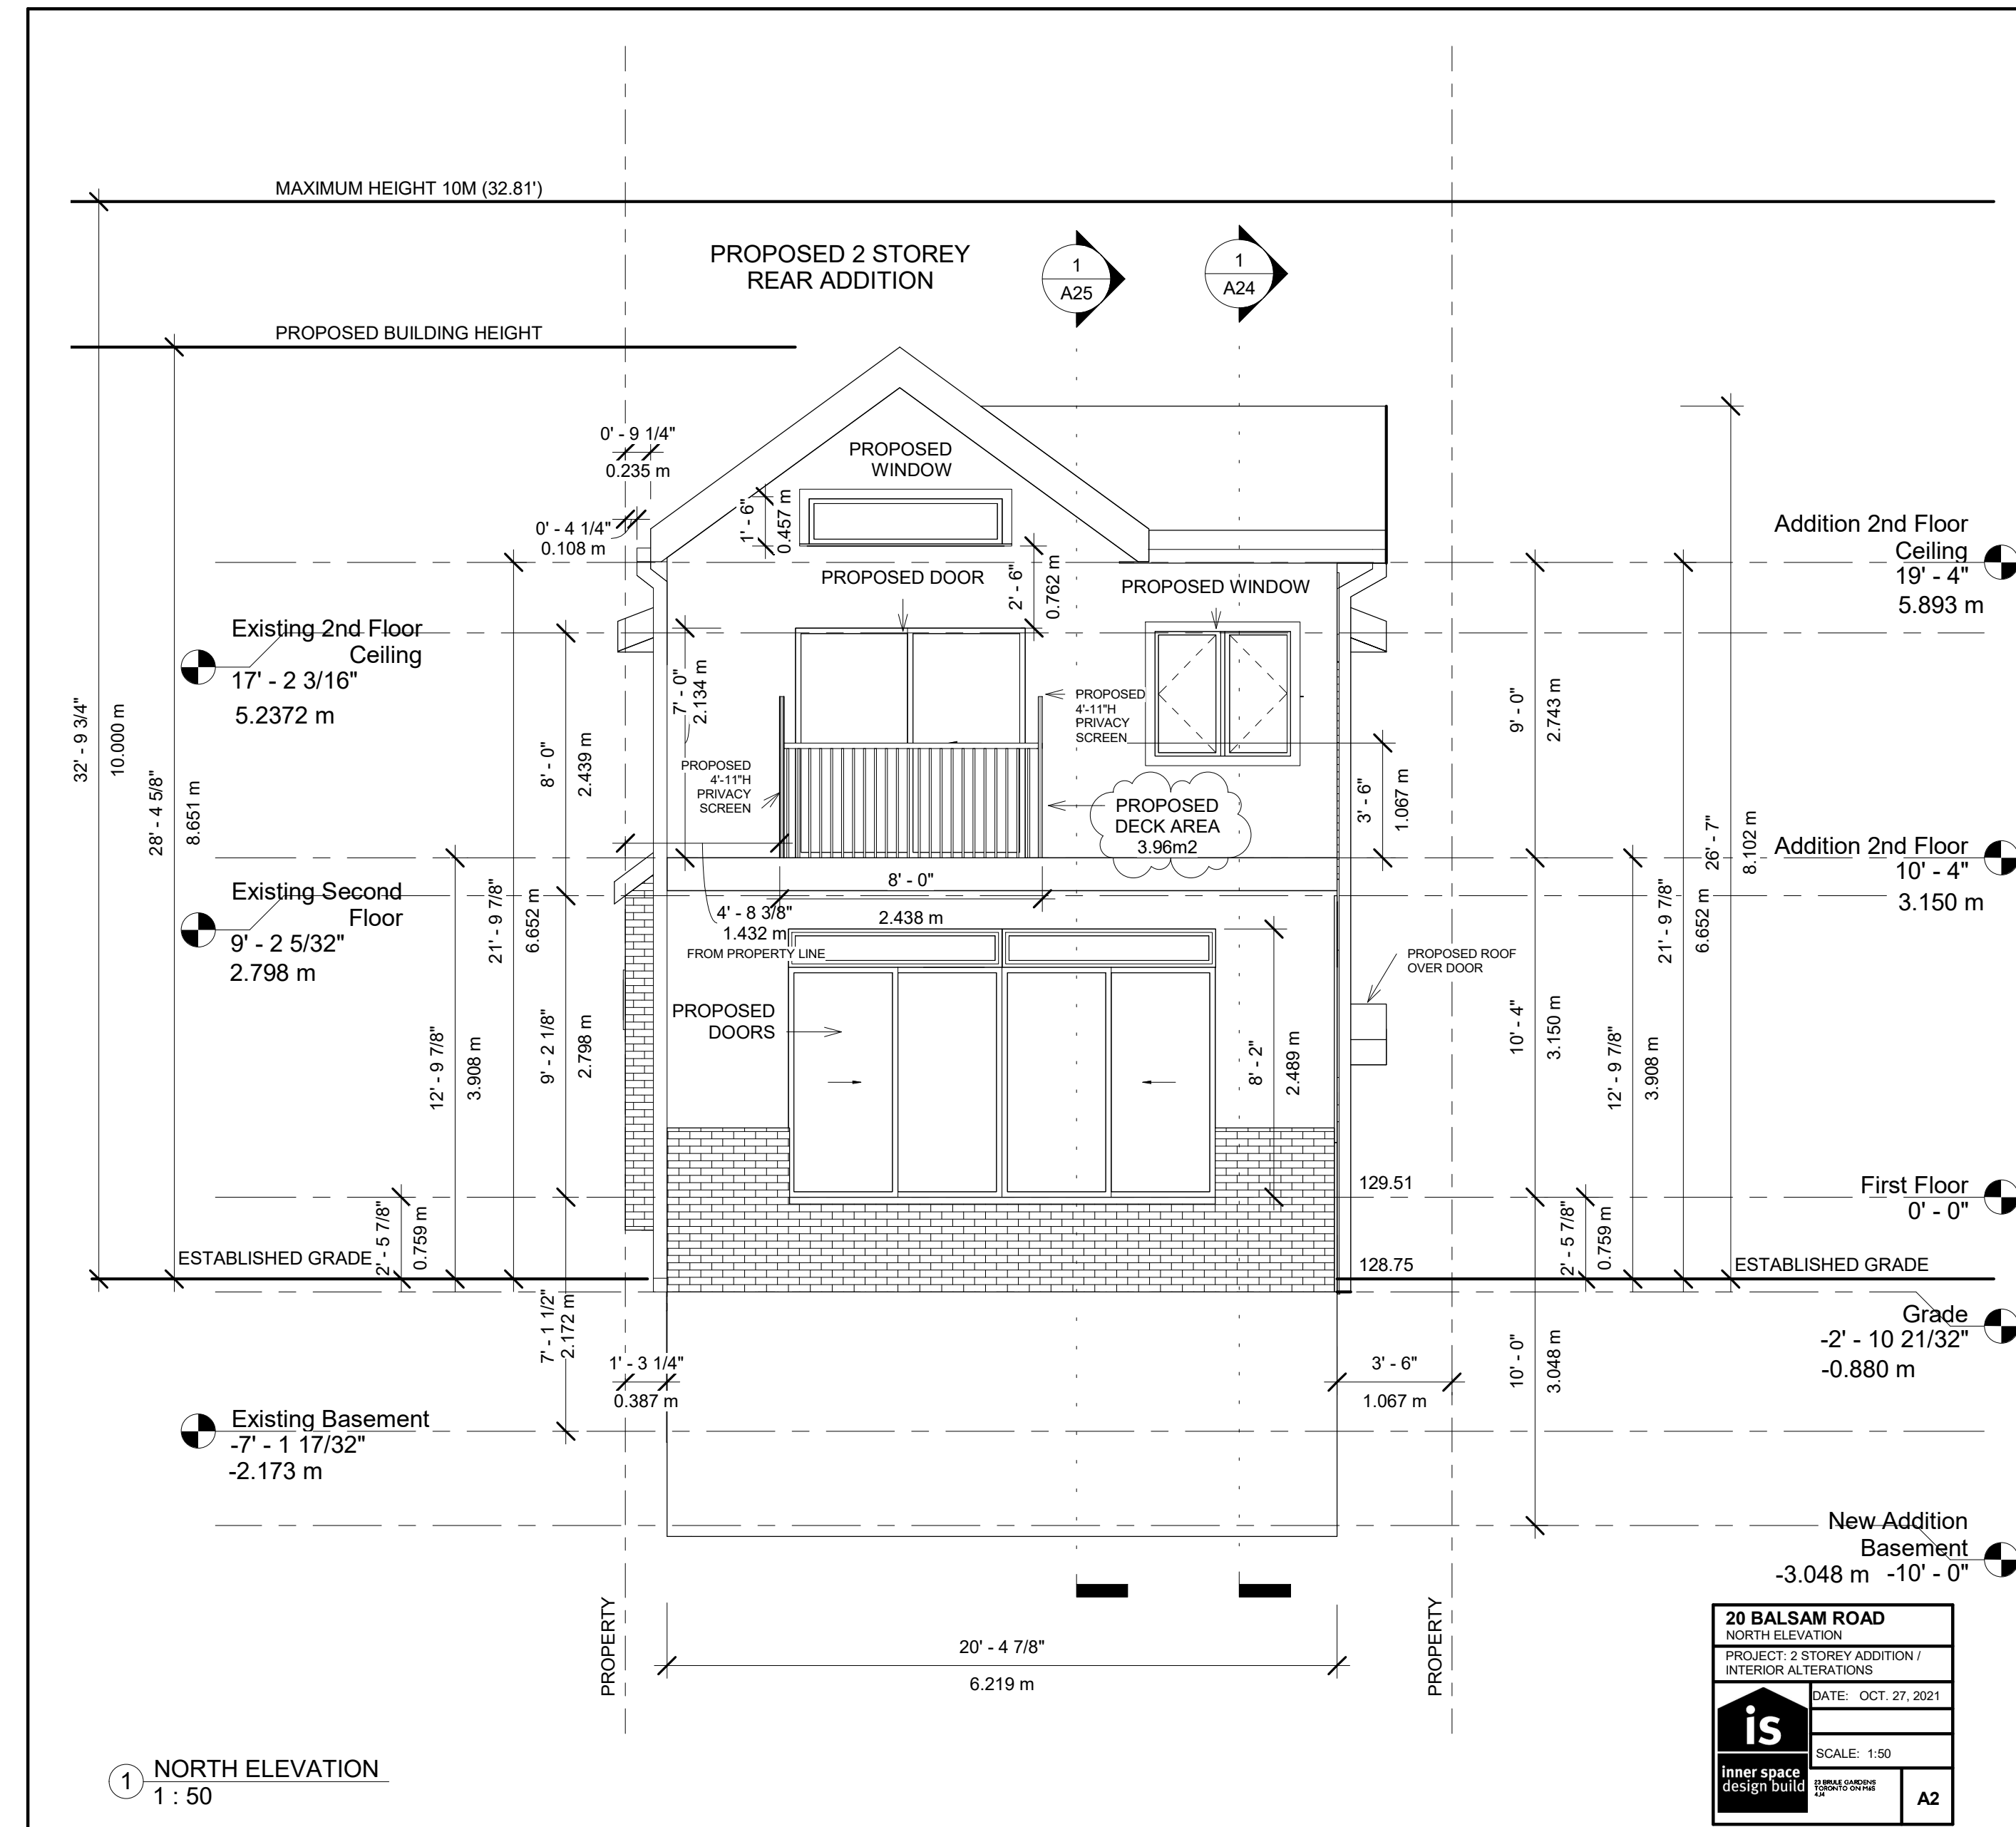 MAXIMUM HEIGHT 10M (32.81')
PROPOSED 2 STOREY
REAR ADDITION
1
A25
1
A24
PROPOSED BUILDING HEIGHT
0' - 9 1/4"
0.235 m
PROPOSED
WINDOW
1' - 6"
0.457 m
0' - 4 1/4"
0.108 m
2' - 6"
0.762 m
PROPOSED DOOR
PROPOSED WINDOW
Addition 2nd Floor
Ceiling
19' - 4"
5.893 m
Existing 2nd Floor
Ceiling
17' - 2 3/16"
5.2372 m
7' - 0"
2.134 m
PROPOSED
4'-11"H
PRIVACY
SCREEN
PROPOSED
4'-11"H
PRIVACY
SCREEN
9' - 0"
2.743 m
32' - 9 3/4"
10.000 m
28' - 4 5/8"
8.651 m
8' - 0"
2.439 m
PROPOSED
DECK AREA
3.96m2
3' - 6"
1.067 m
26' - 7"
8.102 m
Addition 2nd Floor
10' - 4"
3.150 m
Existing Second
Floor
9' - 2 5/32"
2.798 m
21' - 9 7/8"
6.652 m
8' - 0"
2.438 m
4' - 8 3/8"
1.432 m
FROM PROPERTY LINE
21' - 9 7/8"
6.652 m
PROPOSED ROOF
OVER DOOR
PROPOSED
DOORS
12' - 9 7/8"
3.908 m
9' - 2 1/8"
2.798 m
8' - 2"
2.489 m
10' - 4"
3.150 m
12' - 9 7/8"
3.908 m
129.51
First Floor
0' - 0"
2' - 5 7/8"
0.759 m
2' - 5 7/8"
0.759 m
ESTABLISHED GRADE
128.75
ESTABLISHED GRADE
Grade
-2' - 10 21/32"
-0.880 m
7' - 1 1/2"
2.172 m
1' - 3 1/4"
0.387 m
3' - 6"
1.067 m
10' - 0"
3.048 m
Existing Basement
-7' - 1 17/32"
-2.173 m
New Addition
Basement
-3.048 m -10' - 0"
PROPERTY
PROPERTY
20' - 4 7/8"
6.219 m
20 BALSAM ROAD
NORTH ELEVATION
PROJECT: 2 STOREY ADDITION /
INTERIOR ALTERATIONS
DATE: OCT. 27, 2021
SCALE: 1:50
is
inner space
design build
23 BRULE GARDENS
TORONTO ON M6S
4J4
A2
1
NORTH ELEVATION
1 : 50